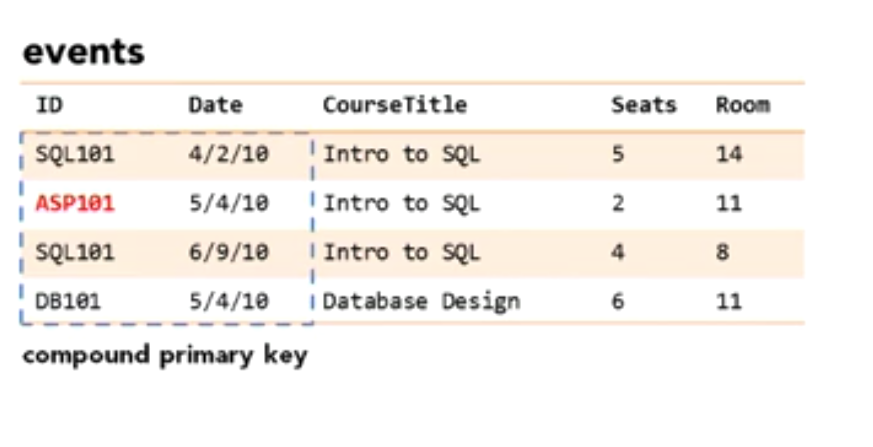 events
ID Date CourseTitle Seats Room
SQL101 4/2/10 Intro to SQL 5 14
ASP101 5/4/10 Intro to SQL 2 11
SQL101 6/9/10 Intro to SQL 4 8
DB101 5/4/10 Database Design 6 11
compound primary key